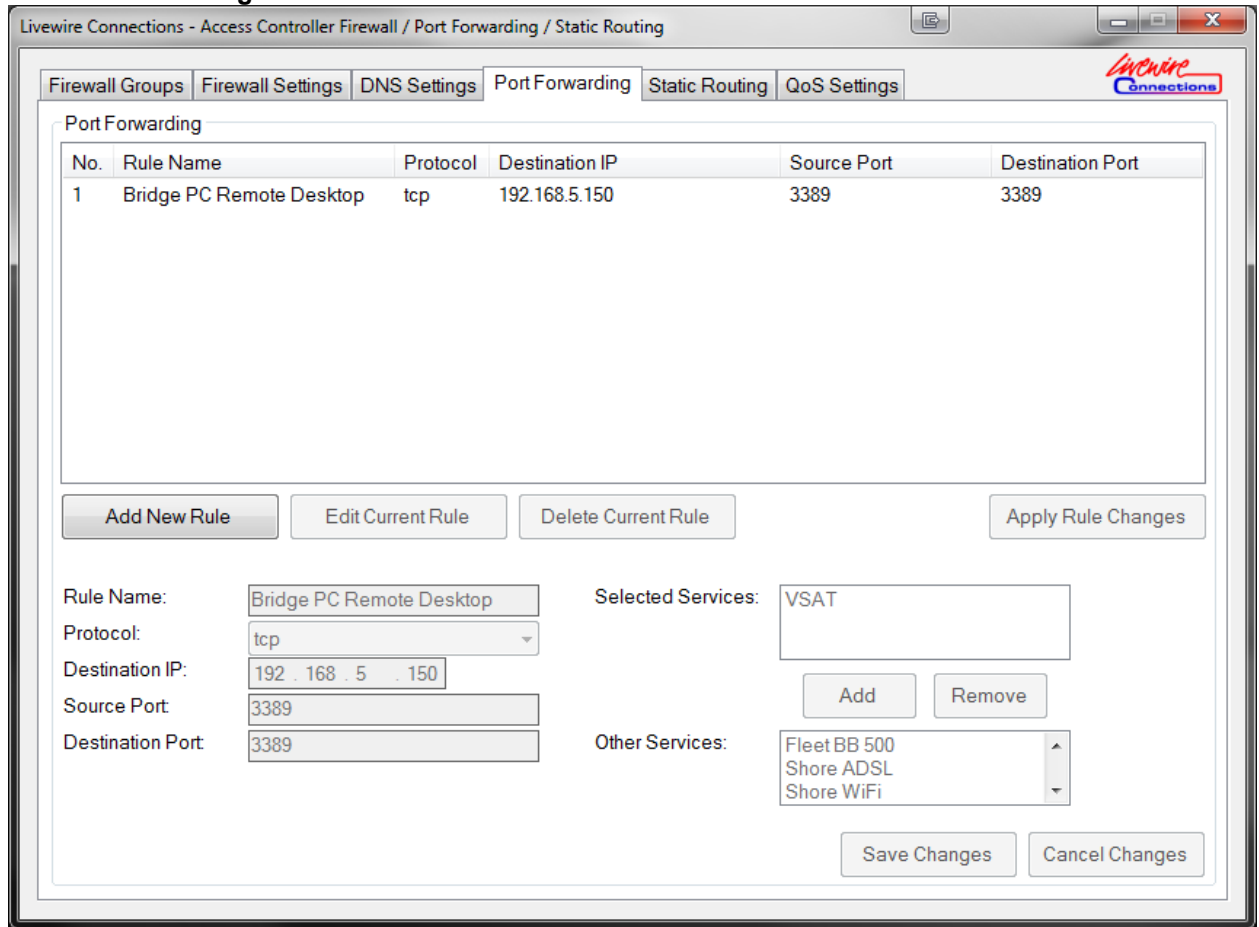 Livewire Connections - Access Controller Firewall / Port Forwarding / Static Routing
Livewire
Connections
Firewall Groups Firewall Settings DNS Settings Port Forwarding Static Routing QoS Settings
Port Forwarding
No. Rule Name Protocol Destination IP Source Port Destination Port
1 Bridge PC Remote Desktop tcp 192.168.5.150 3389 3389
Add New Rule Edit Current Rule Delete Current Rule Apply Rule Changes
Rule Name: Bridge PC Remote Desktop Selected Services: VSAT
Protocol: tcp
Destination IP: 192 . 168 . 5 . 150
Add Remove
Source Port: 3389
Destination Port: 3389 Other Services: Fleet BB 500
Shore ADSL
Shore WiFi
Save Changes Cancel Changes